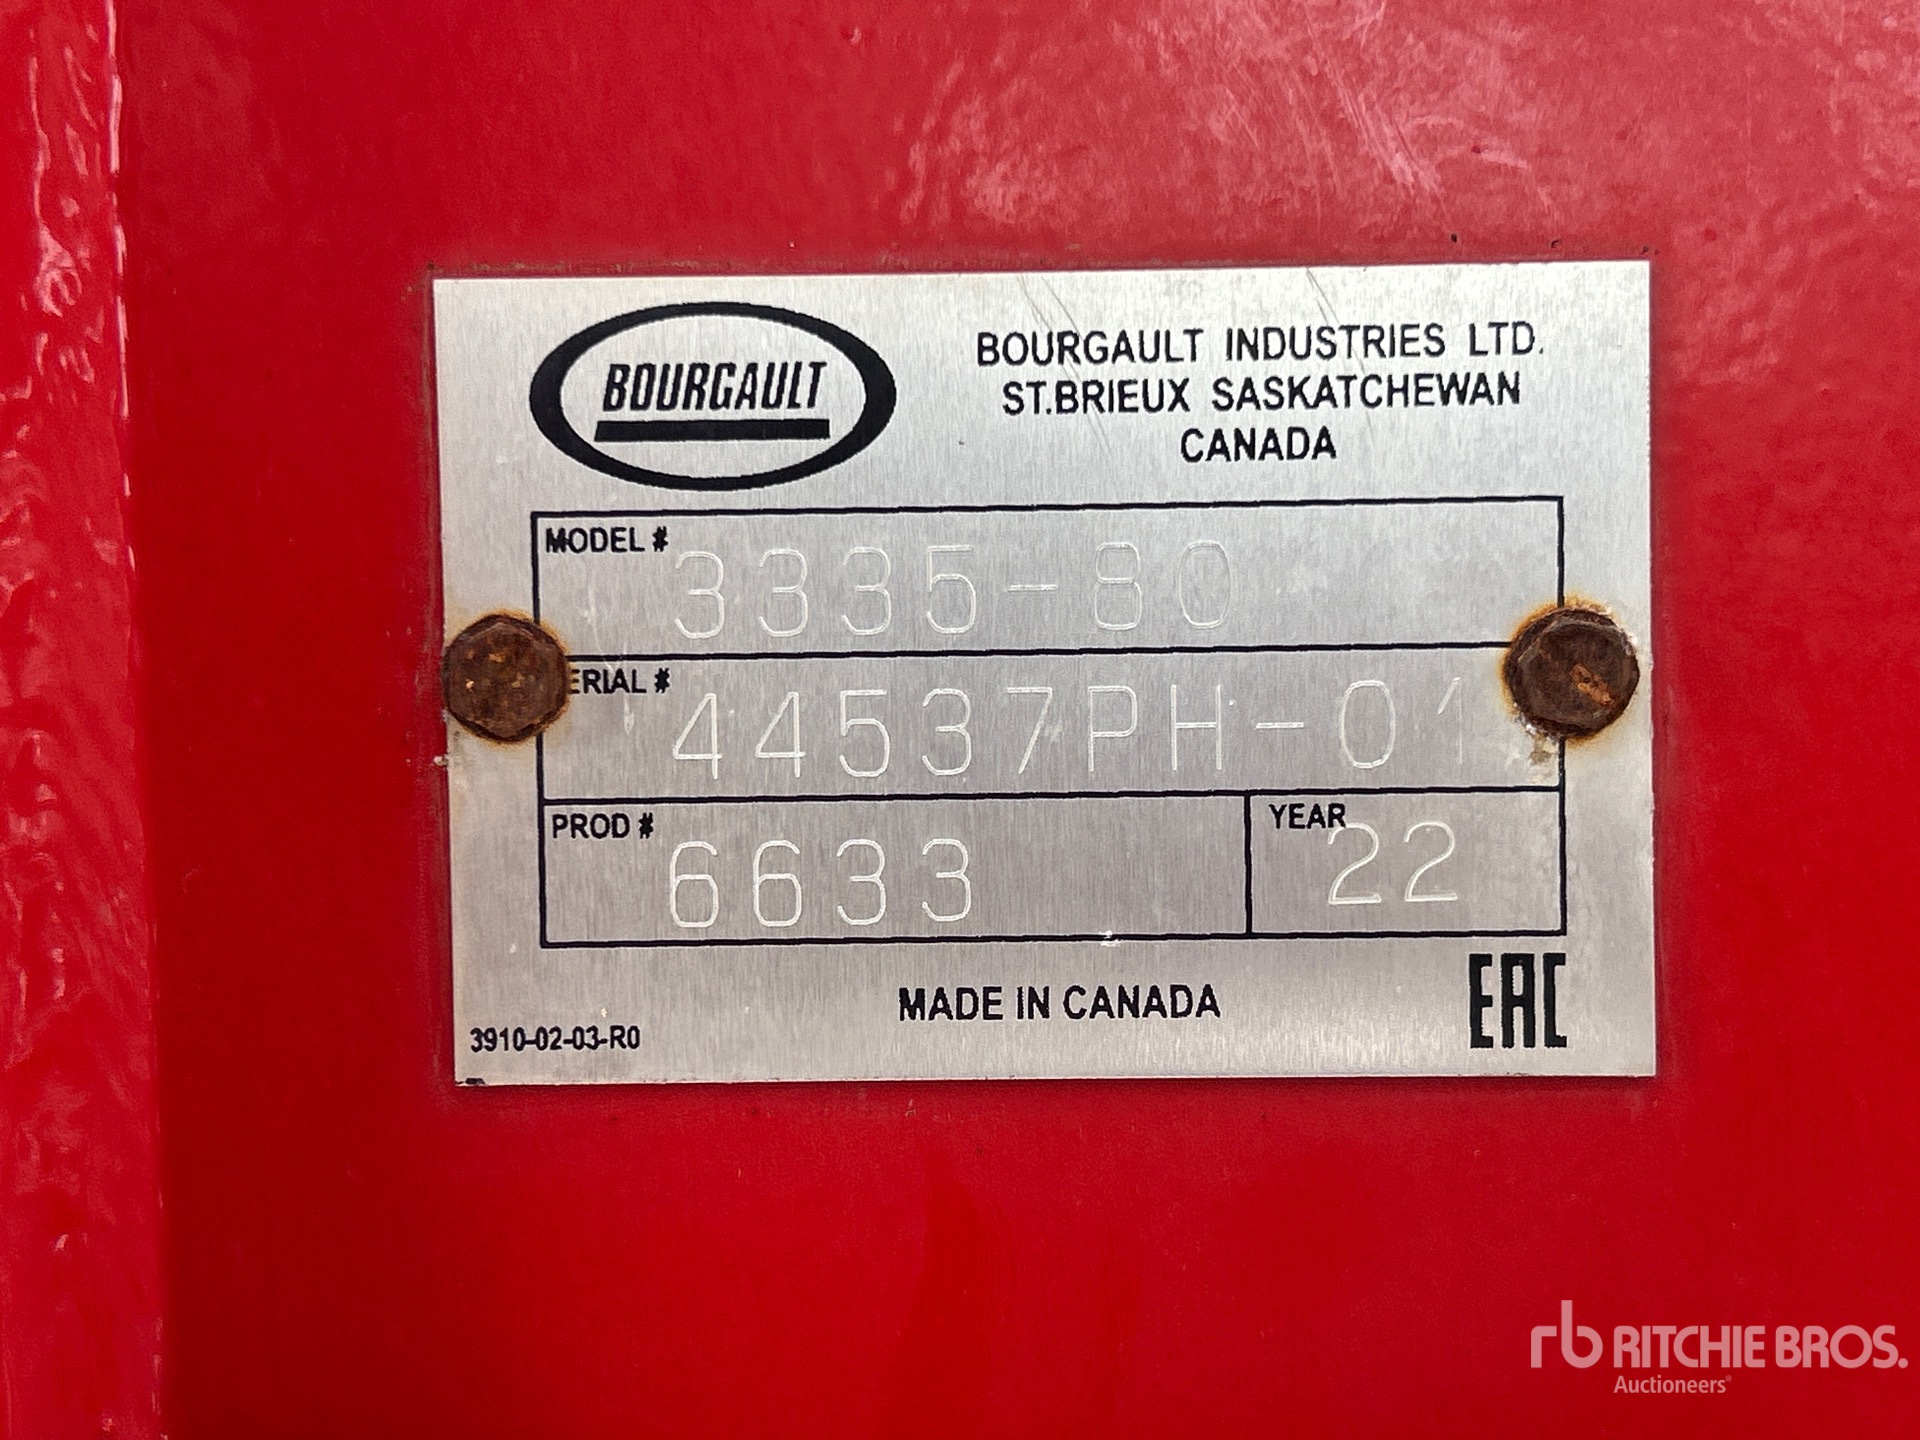 BOURGAULT
BOURGAULT INDUSTRIES LTD.
ST.BRIEUX SASKATCHEWAN
CANADA
MODEL # 3335-80
ERIAL # 44537PH-01
PROD # 6633
YEAR 22
MADE IN CANADA
3910-02-03-R0
EAC
rb RITCHIE BROS.
Auctioneers